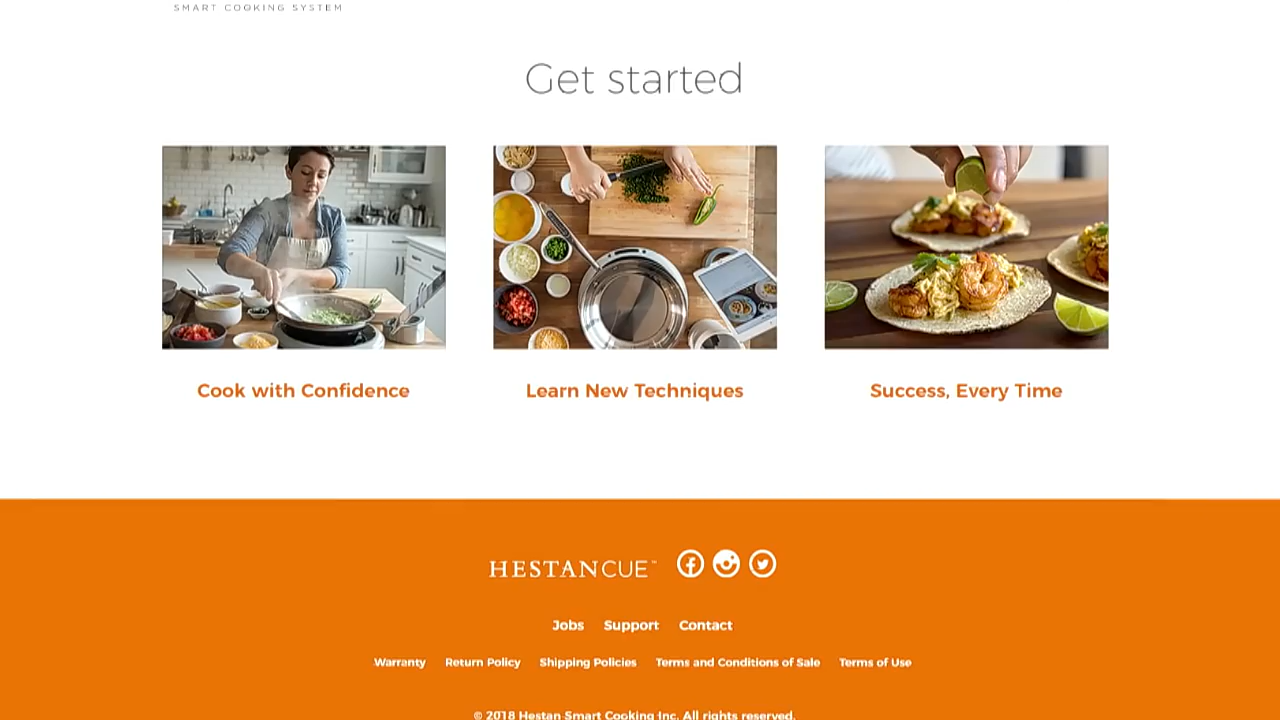 SMART COOKING SYSTEM
Get started
Cook with Confidence
Learn New Techniques
Success, Every Time
HESTANCUE™
Jobs Support Contact
Warranty Return Policy Shipping Policies Terms and Conditions of Sale Terms of Use
© 2018 Hestan Smart Cooking Inc. All rights reserved.